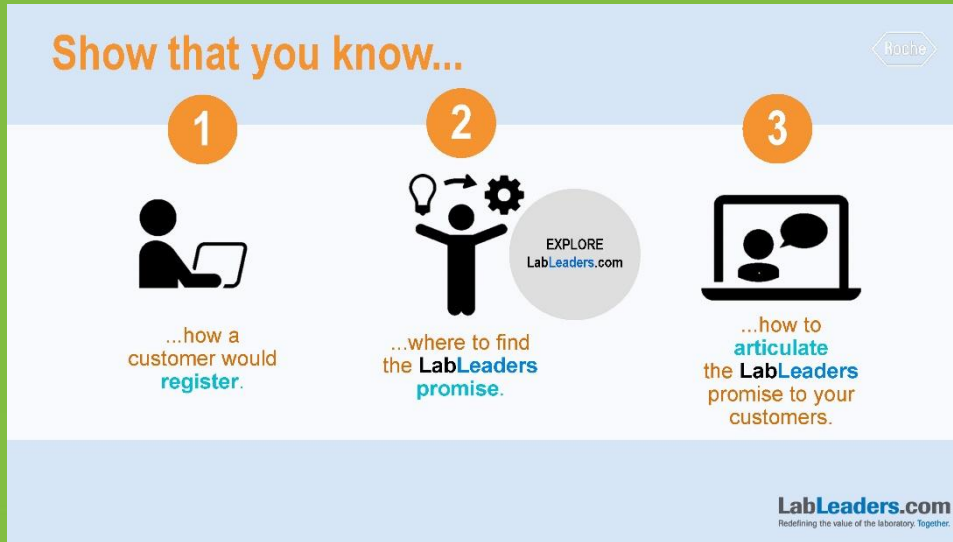 Show that you know...
Roche
1
2
3
EXPLORE
LabLeaders.com
...how a
customer would
register.
...where to find
the LabLeaders
promise.
...how to
articulate
the LabLeaders
promise to your
customers.
LabLeaders.com
Redefining the value of the laboratory. Together.